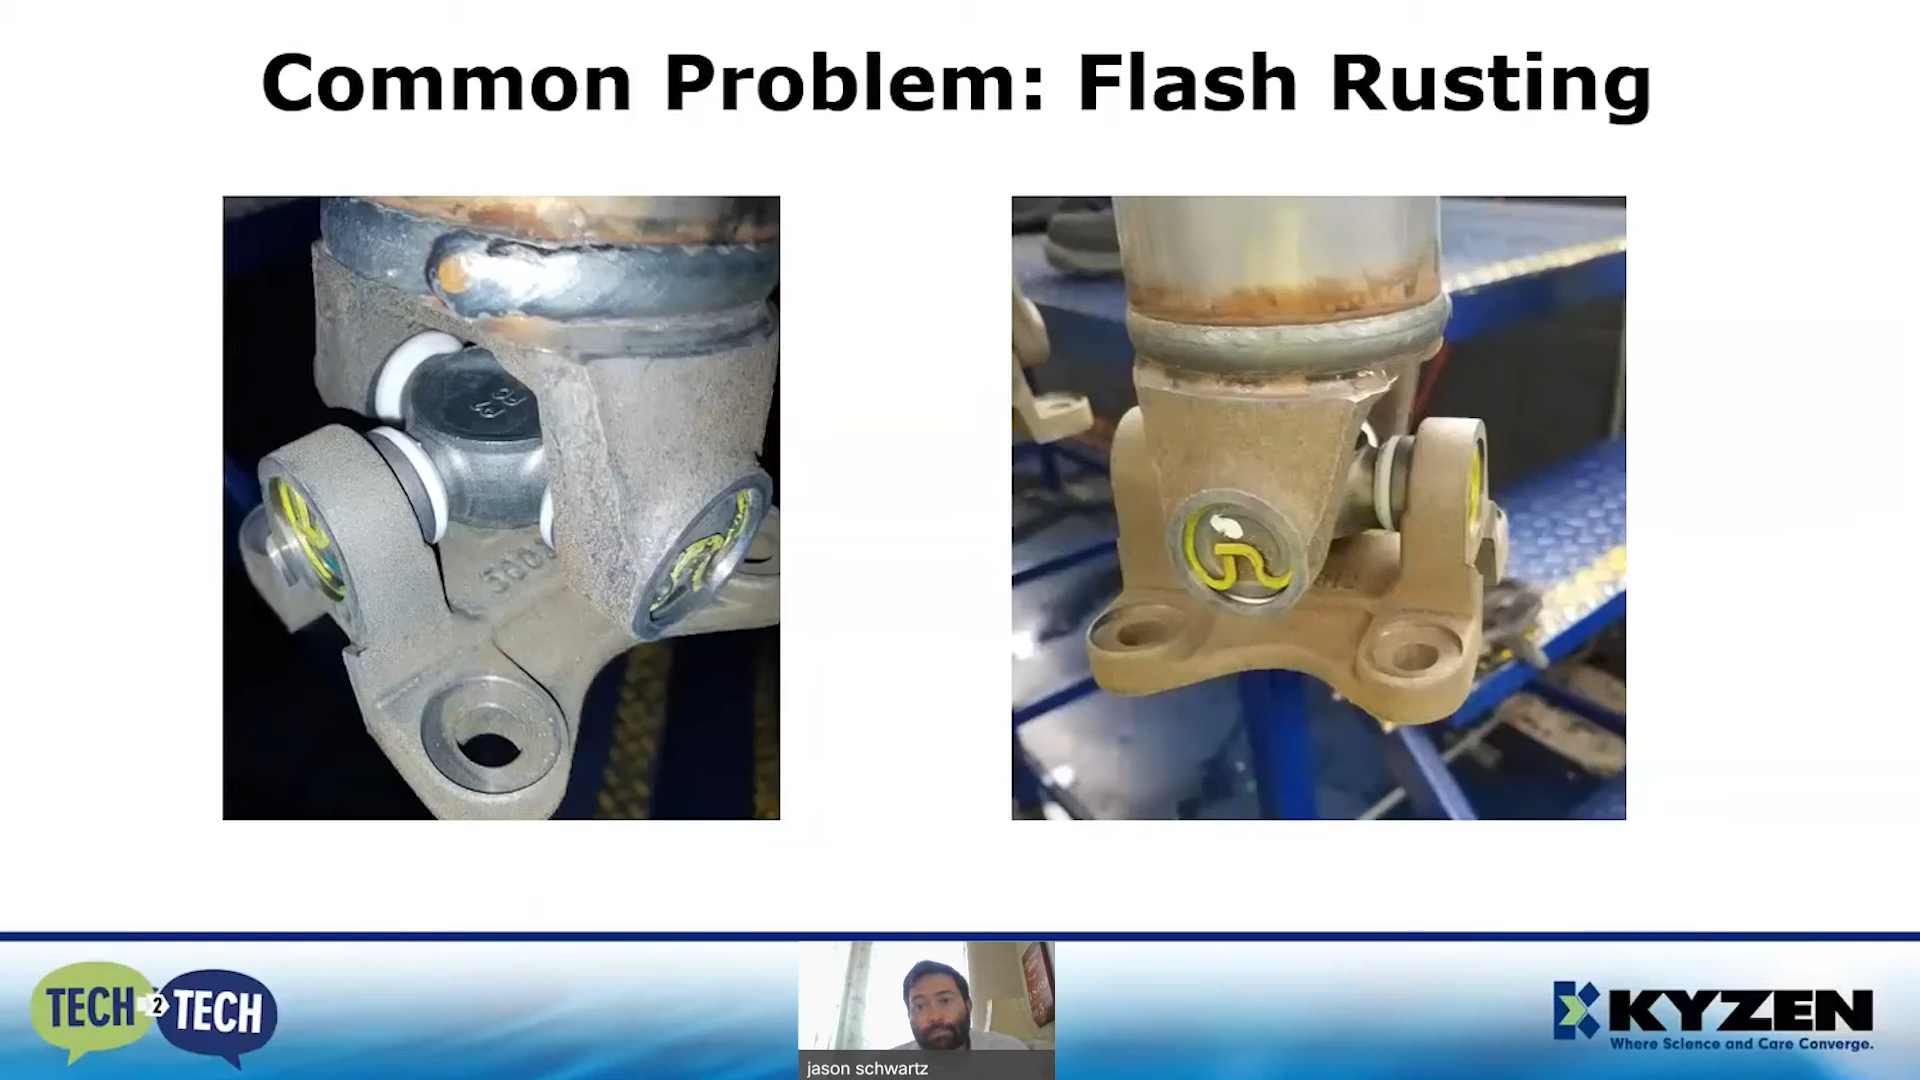 Common Problem: Flash Rusting
TECH 2 TECH
jason schwartz
KYZEN
Where Science and Care Converge.